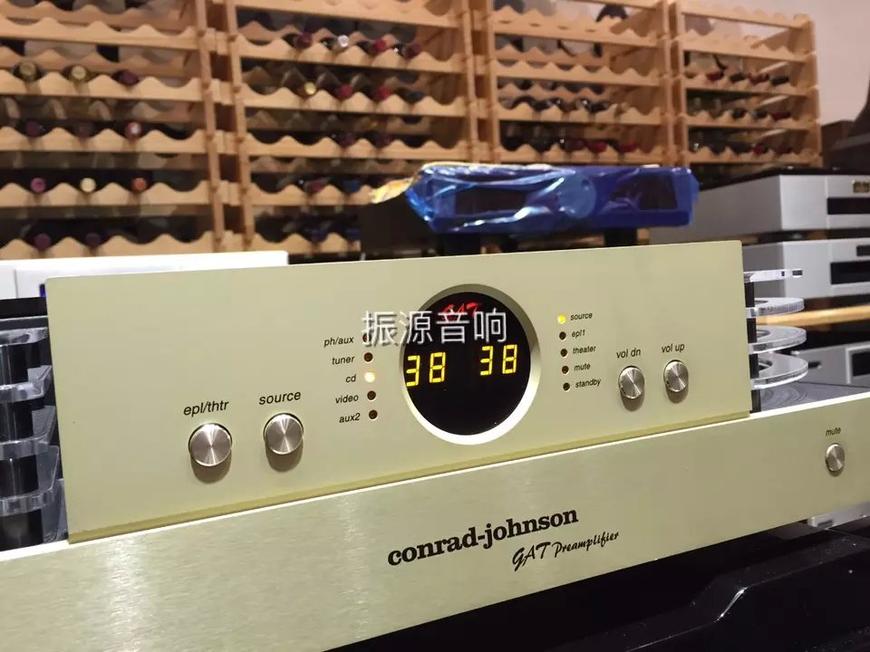 GAT
振源音响
38 38
ph/aux
tuner
cd
video
aux2
source
epl1
theater
mute
standby
epl/thtr
source
vol dn
vol up
mute
conrad-johnson
GAT Preamplifier